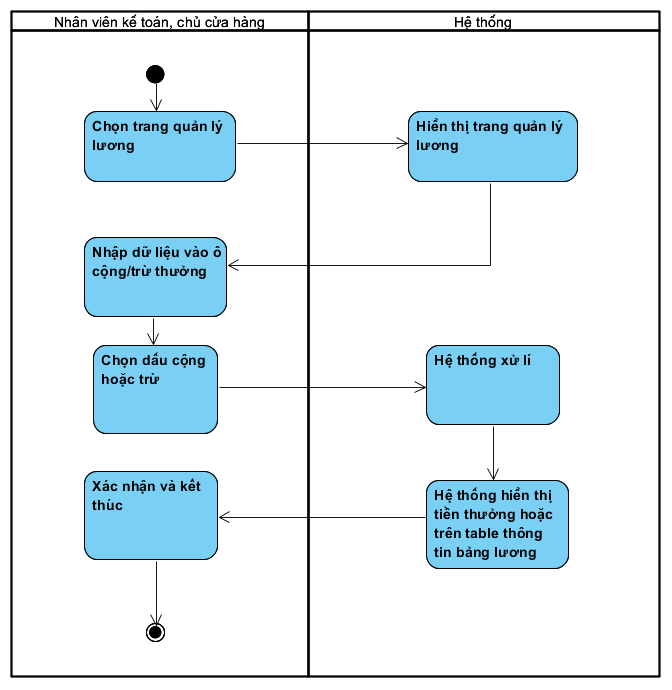 Nhân viên kế toán, chủ cửa hàng
Hệ thống
Chọn trang quản lý
lương
Hiển thị trang quản lý
lương
Nhập dữ liệu vào ô
cộng/trừ thưởng
Chọn dấu cộng
hoặc trừ
Hệ thống xử lí
Xác nhận và kết
thúc
Hệ thống hiển thị
tiền thưởng hoặc
trên table thông
tin bảng lương